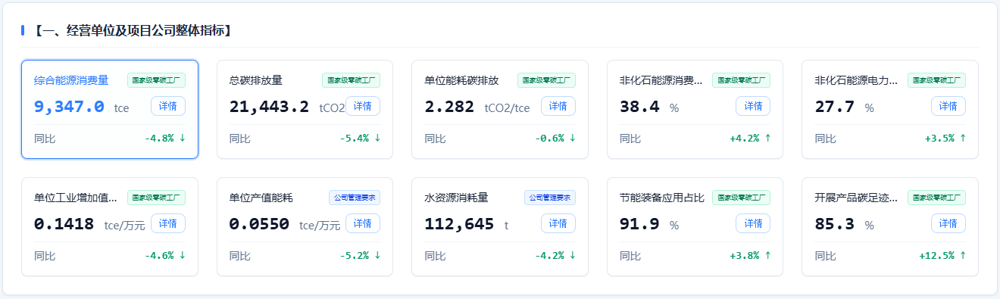 【一、经营单位及项目公司整体指标】
综合能源消费量 国家级零碳工厂
9,347.0 tce 详情
同比 -4.8% ↓
总碳排放量 国家级零碳工厂
21,443.2 tCO2 详情
同比 -5.4% ↓
单位能耗碳排放 国家级零碳工厂
2.282 tCO2/tce 详情
同比 -0.6% ↓
非化石能源消费... 国家级零碳工厂
38.4 % 详情
同比 +4.2% ↑
非化石能源电力... 国家级零碳工厂
27.7 % 详情
同比 +3.5% ↑
单位工业增加值... 国家级零碳工厂
0.1418 tce/万元 详情
同比 -4.6% ↓
单位产值能耗 公司管理要求
0.0550 tce/万元 详情
同比 -5.2% ↓
水资源消耗量 公司管理要求
112,645 t 详情
同比 -4.2% ↓
节能装备应用占比 国家级零碳工厂
91.9 % 详情
同比 +3.8% ↑
开展产品碳足迹... 国家级零碳工厂
85.3 % 详情
同比 +12.5% ↑